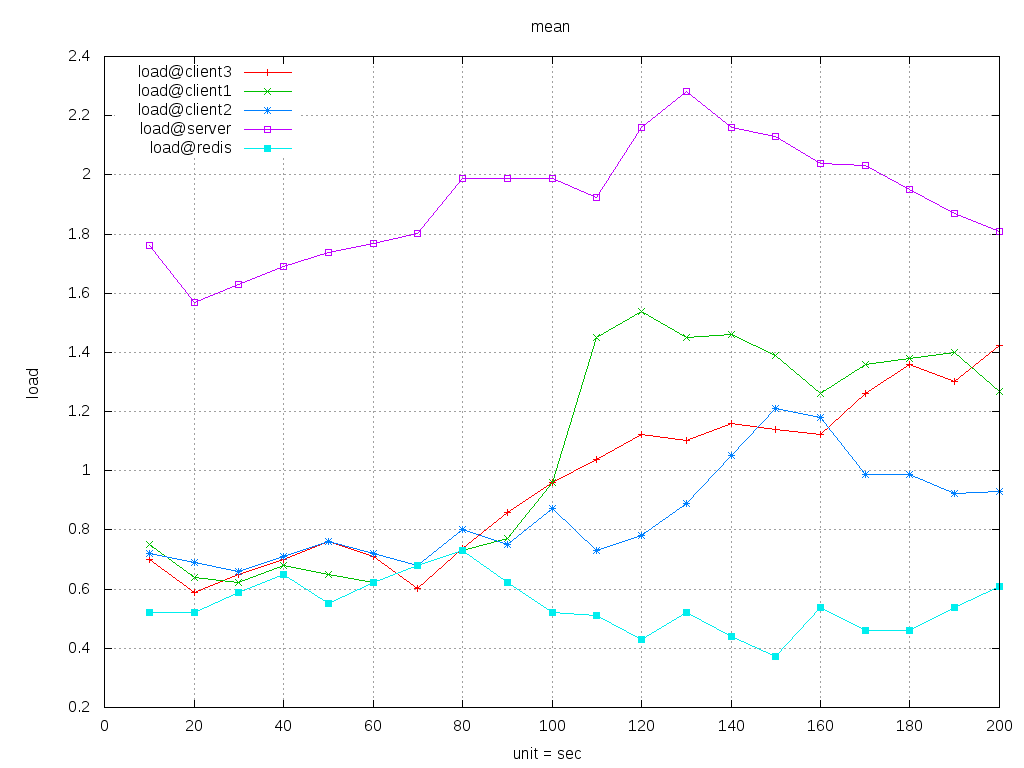 mean
2.4
2.2
2
1.8
1.6
1.4
1.2
1
0.8
0.6
0.4
0.2
load
load@client3
load@client1
load@client2
load@server
load@redis
0 20 40 60 80 100 120 140 160 180 200
unit = sec